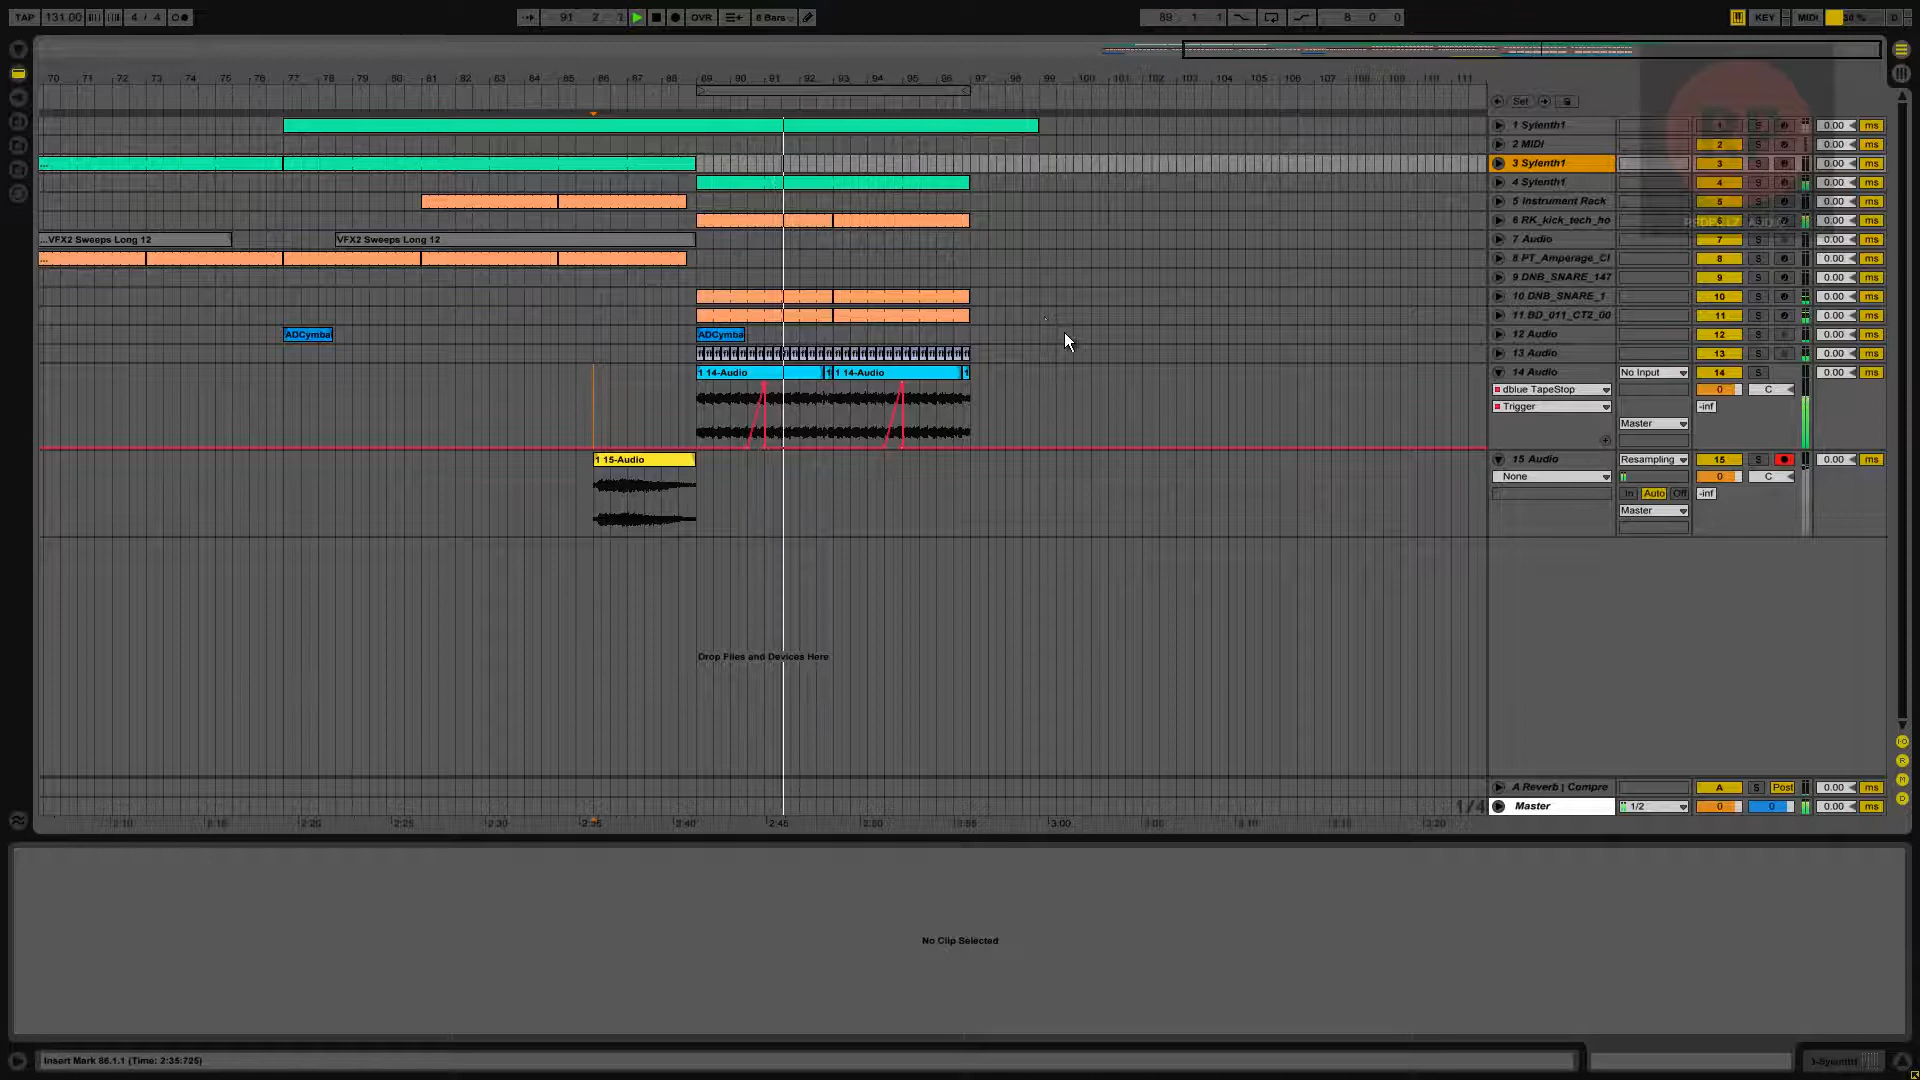 TAP 131.00 4 / 4 91 2 2 OVR 8 Bars 89 1 1 8 0 0 KEY MIDI 30 % D
70 71 72 73 74 75 76 77 78 79 80 81 82 83 84 85 86 87 88 89 90 91 92 93 94 95 96 97 98 99 100 101 102 103 104 105 106 107 108 109 110 111
Set
1 Sylenth1 1 S 0.00 ms
2 MIDI 2 S 0.00 ms
... 3 Sylenth1 3 S 0.00 ms
4 Sylenth1 4 S 0.00 ms
5 Instrument Rack 5 S 0.00 ms
6 RK_kick_tech_ho 6 S 0.00 ms
...VFX2 Sweeps Long 12 VFX2 Sweeps Long 12 7 Audio 7 S 0.00 ms
... 8 PT_Amperage_Cl 8 S 0.00 ms
9 DNB_SNARE_147 9 S 0.00 ms
10 DNB_SNARE_1 10 S 0.00 ms
11 BD_011_CT2_00 11 S 0.00 ms
ADCymba ADCymba 12 Audio 12 S 0.00 ms
13 Audio 13 S 0.00 ms
1 14-Audio 1 14-Audio 1 14 Audio No Input 14 S 0.00 ms
dblue TapeStop 0 C
Trigger -inf
Master
1 15-Audio 15 Audio Resampling 15 S 0.00 ms
None 0 C
In Auto Off -inf
Master
Drop Files and Devices Here
A Reverb | Compre A S Post 0.00 ms
1/4 Master 1/2 0 0 0.00 ms
2:10 2:15 2:20 2:25 2:30 2:35 2:40 2:45 2:50 2:55 3:00 3:05 3:10 3:15 3:20
No Clip Selected
Insert Mark 86.1.1 (Time: 2:35:725)